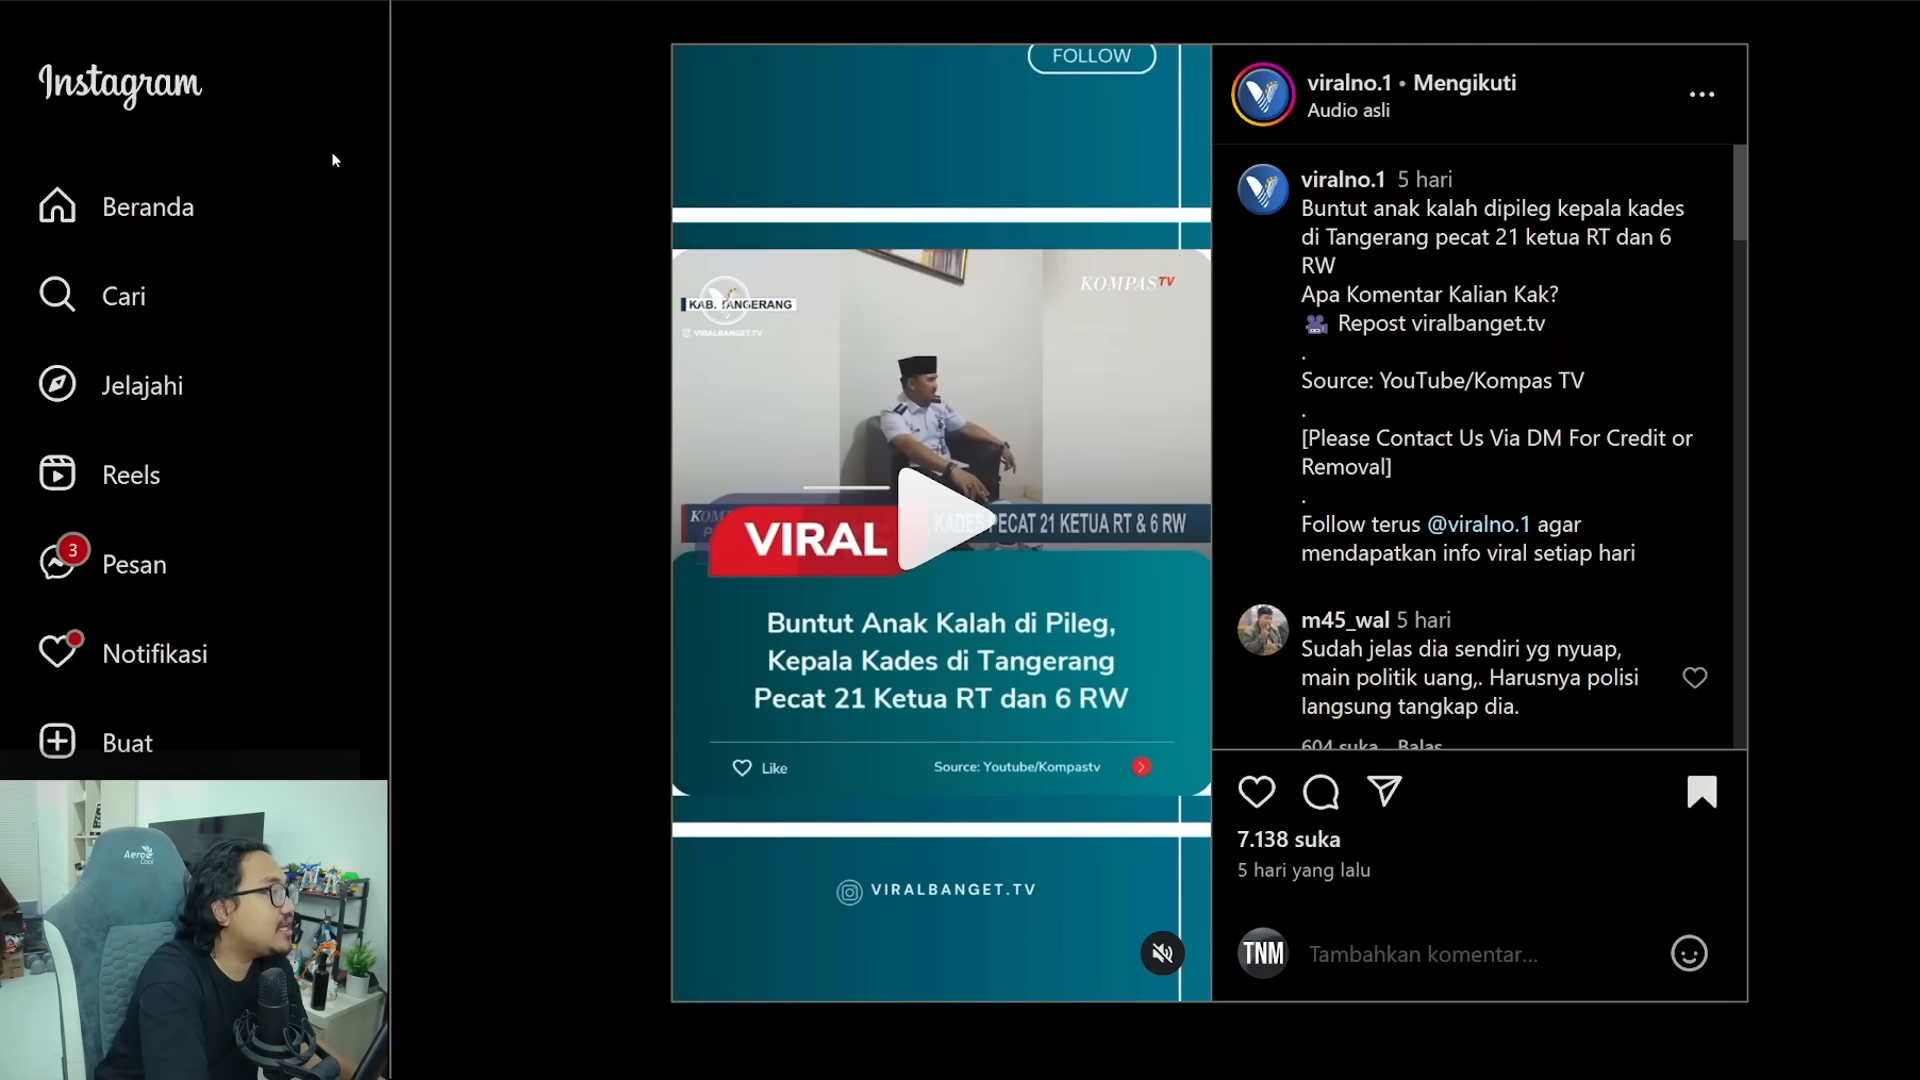 Instagram
Beranda
Cari
Jelajahi
Reels
3
Pesan
Notifikasi
Buat
Aero
Cool
FOLLOW
KOMPAS TV
KAB. TANGERANG
VIRALBANGET.TV
KADES PECAT 21 KETUA RT & 6 RW
VIRAL
Buntut Anak Kalah di Pileg,
Kepala Kades di Tangerang
Pecat 21 Ketua RT dan 6 RW
Like
Source: Youtube/Kompastv
VIRALBANGET.TV
viralno.1 • Mengikuti
Audio asli
viralno.1 5 hari
Buntut anak kalah dipileg kepala kades
di Tangerang pecat 21 ketua RT dan 6
RW
Apa Komentar Kalian Kak?
🎥 Repost viralbanget.tv
.
Source: YouTube/Kompas TV
.
[Please Contact Us Via DM For Credit or
Removal]
.
Follow terus @viralno.1 agar
mendapatkan info viral setiap hari
m45_wal 5 hari
Sudah jelas dia sendiri yg nyuap,
main politik uang,. Harusnya polisi
langsung tangkap dia.
604 suka Balas
7.138 suka
5 hari yang lalu
TNM
Tambahkan komentar...